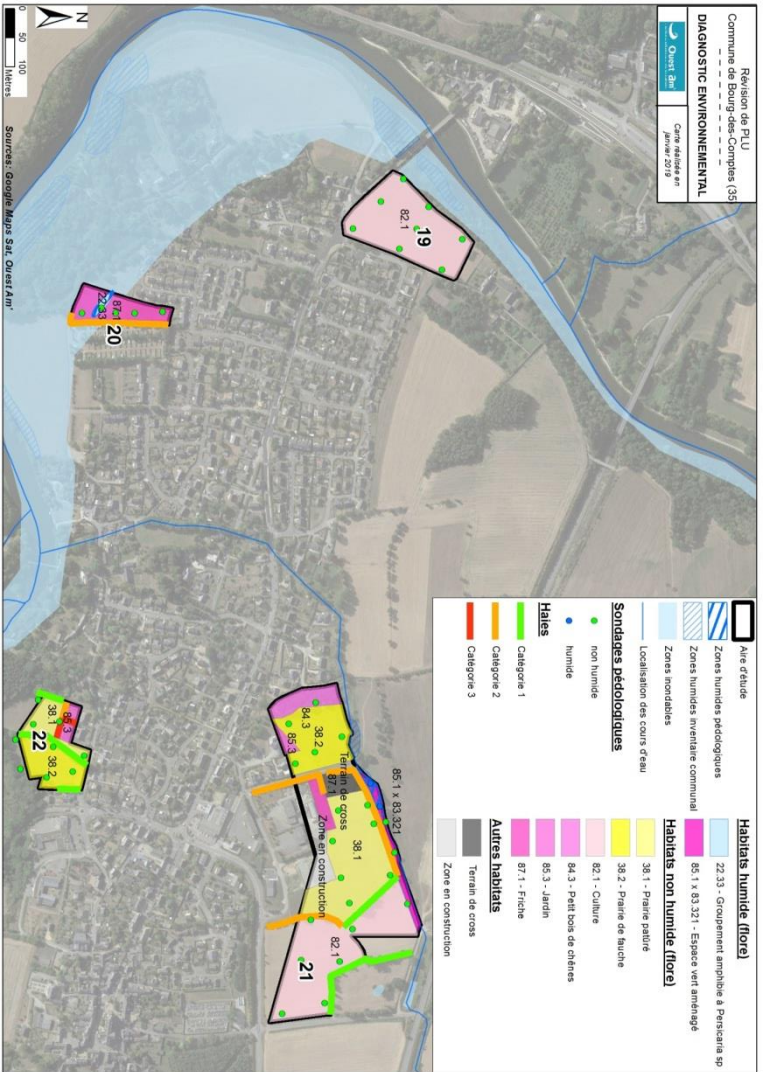 Révision de PLU
Commune de Bourg-des-Comptes (35)
DIAGNOSTIC ENVIRONNEMENTAL
Ouest am'
Carte réalisée en
janvier 2019
Aire d'étude
Zones humides pédologiques
Zones humides inventaire communal
Zones inondables
Localisation des cours d'eau
Sondages pédologiques
non humide
humide
Haies
Catégorie 1
Catégorie 2
Catégorie 3
Habitats humide (flore)
22.33 - Groupement amphibie à Persicaria sp
85.1 x 83.321 - Espace vert aménagé
Habitats non humide (flore)
38.1 - Prairie pâturé
38.2 - Prairie de fauche
82.1 - Culture
84.3 - Petit bois de chênes
85.3 - Jardin
87.1 - Friche
Autres habitats
Terrain de cross
Zone en construction
82.1
19
87.1
22.33
20
85.1 x 83.321
38.2
84.3
85.3
Terrain de cross
87.1
38.1
Zone en construction
82.1
21
85.3
38.1
38.2
22
N
0 50 100
Mètres
Sources: Google Maps Sat, Ouest Am'